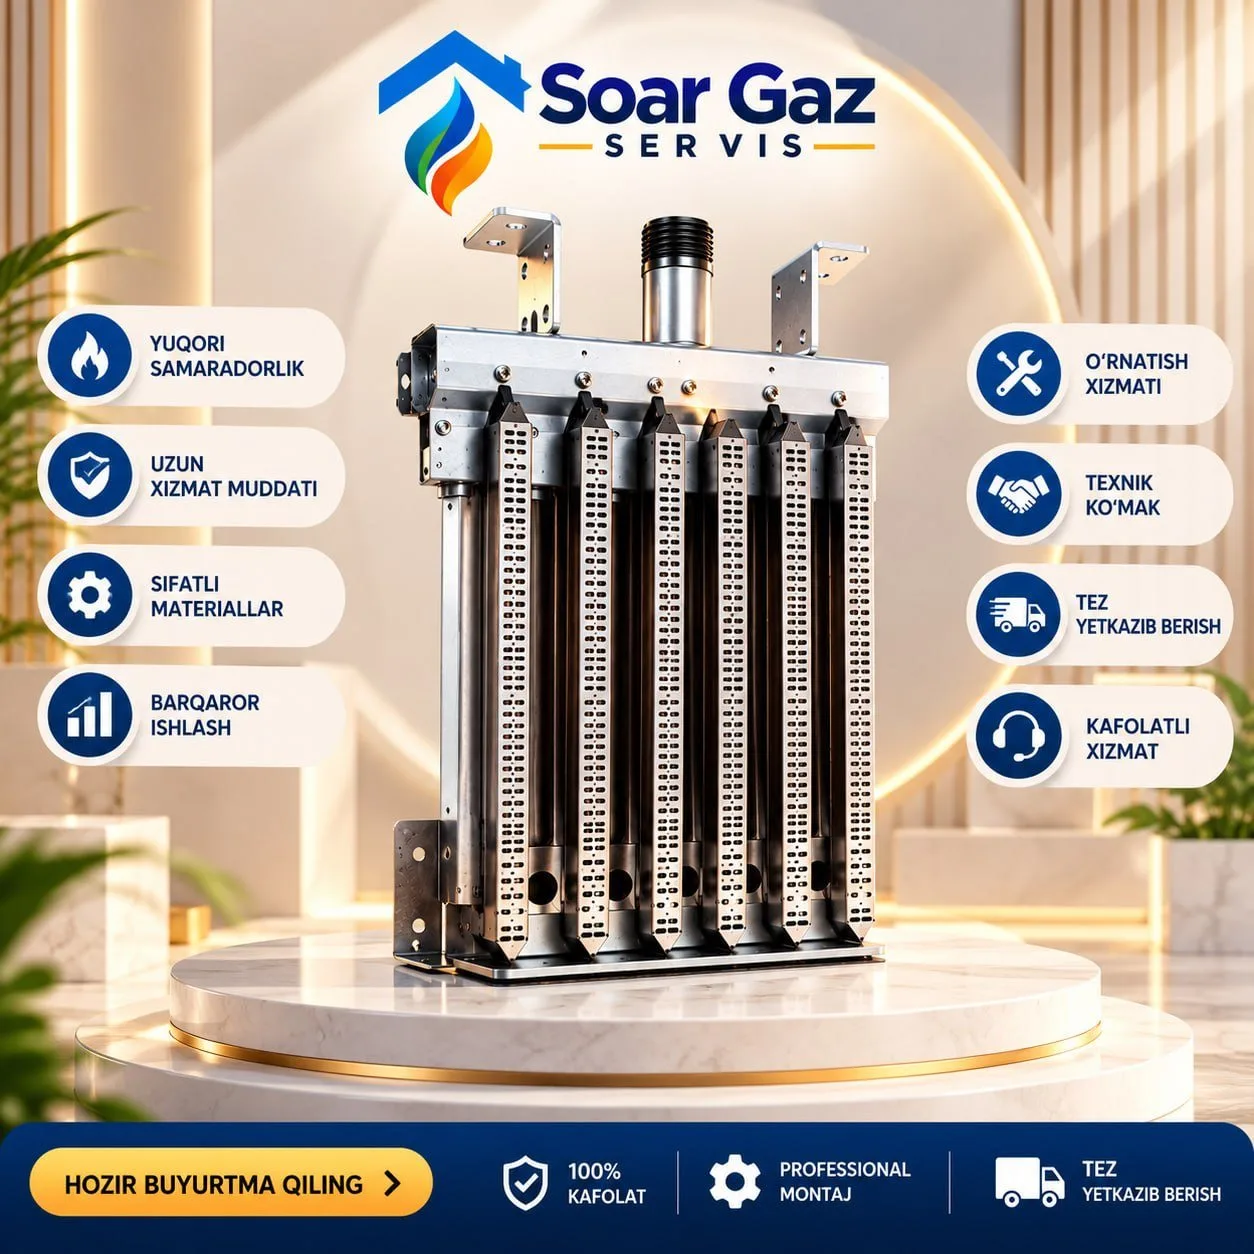 Soar Gaz
SERVIS
YUQORI
SAMARADORLIK
UZUN
XIZMAT MUDDATI
SIFATLI
MATERIALLAR
BARQAROR
ISHLASH
O‘RNATISH
XIZMATI
TEXNIK
KO‘MAK
TEZ
YETKAZIB BERISH
KAFOLATLI
XIZMAT
HOZIR BUYURTMA QILING
100%
KAFOLAT
PROFESSIONAL
MONTAJ
TEZ
YETKAZIB BERISH